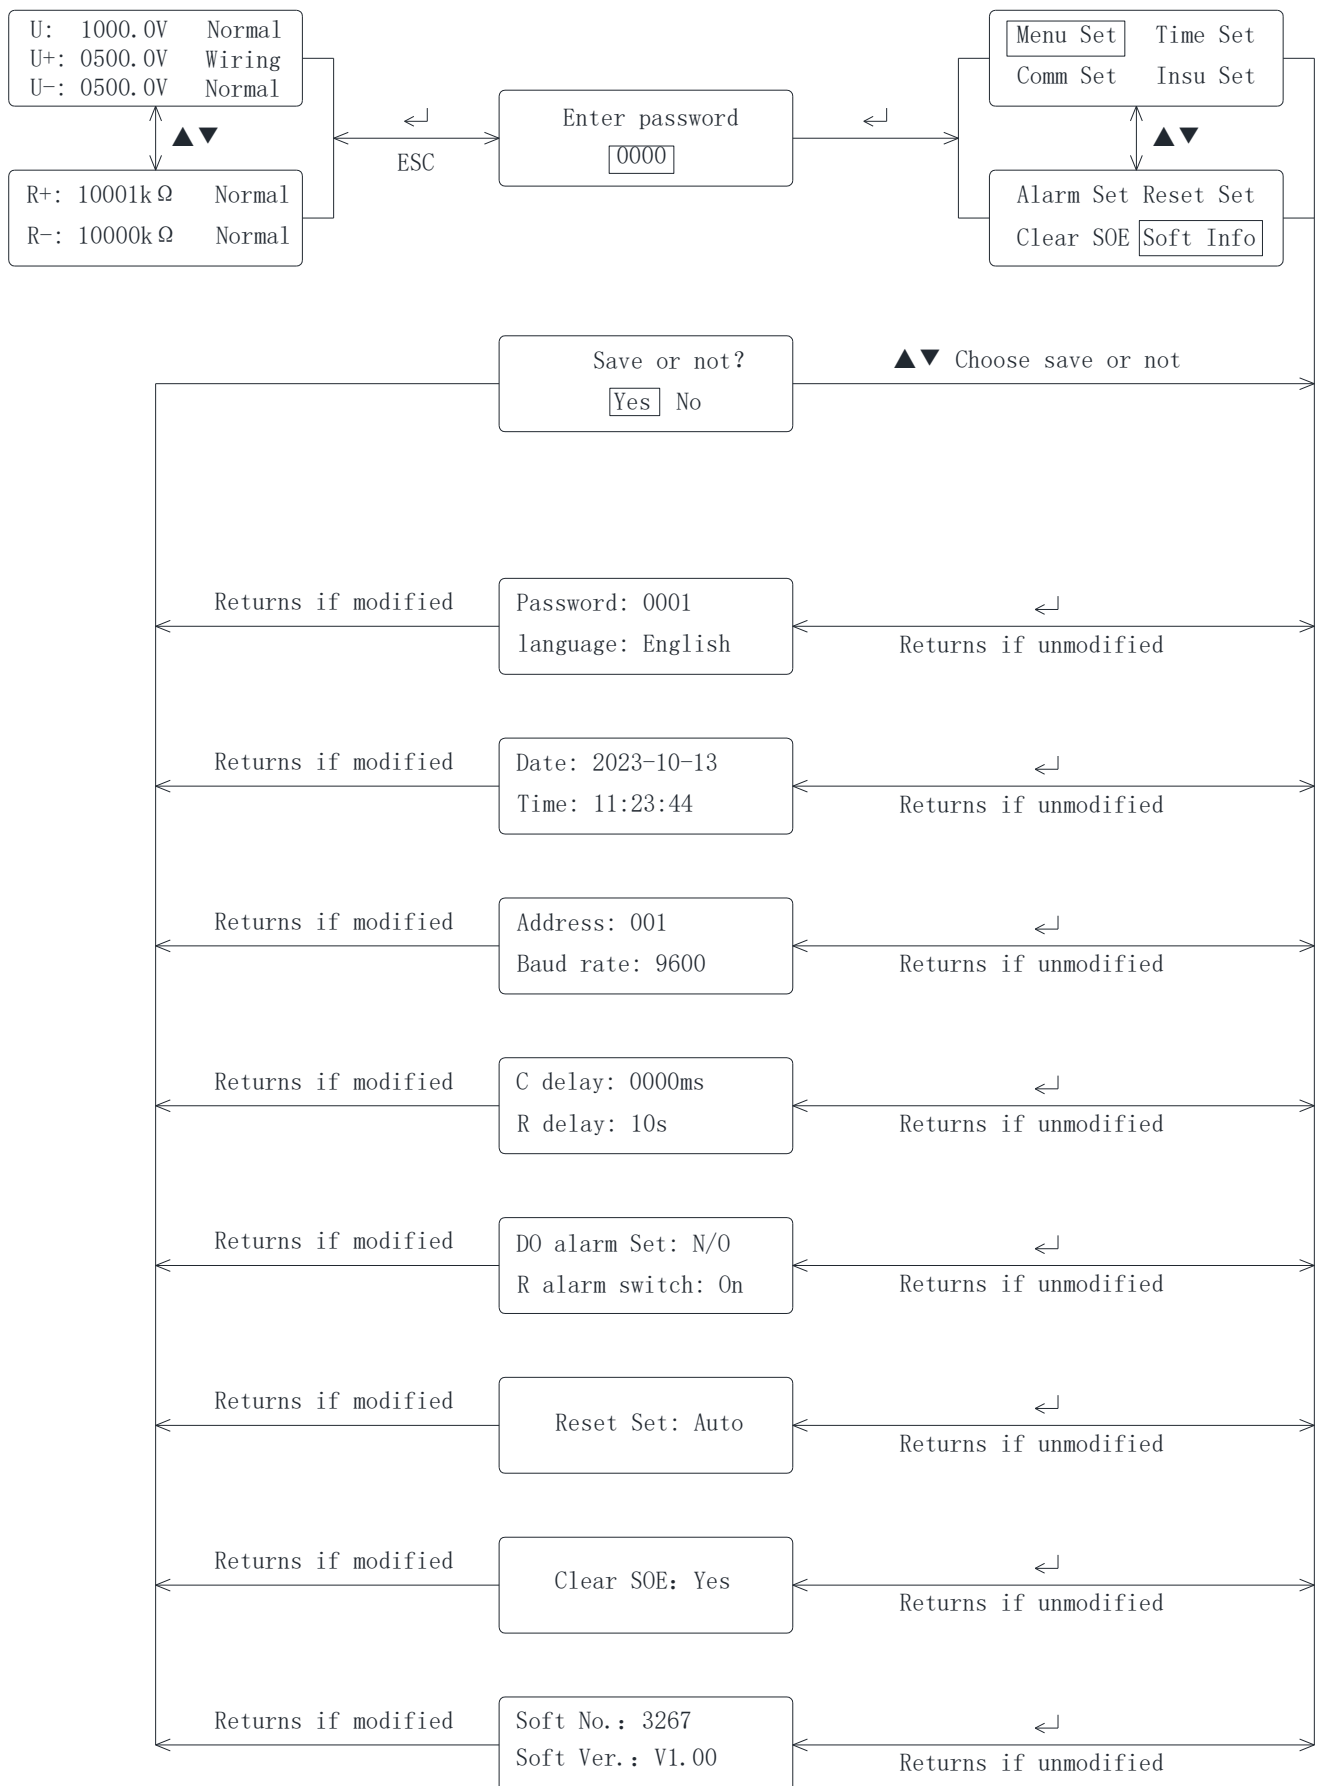 U: 1000.0V Normal
U+: 0500.0V Wiring
U-: 0500.0V Normal
▲▼
R+: 10001kΩ Normal
R-: 10000kΩ Normal
↵
ESC
Enter password
0000
↵
Menu Set Time Set
Comm Set Insu Set
▲▼
Alarm Set Reset Set
Clear SOE Soft Info
Save or not?
Yes No
▲▼ Choose save or not
Returns if modified
Password: 0001
language: English
↵
Returns if unmodified
Returns if modified
Date: 2023-10-13
Time: 11:23:44
↵
Returns if unmodified
Returns if modified
Address: 001
Baud rate: 9600
↵
Returns if unmodified
Returns if modified
C delay: 0000ms
R delay: 10s
↵
Returns if unmodified
Returns if modified
DO alarm Set: N/O
R alarm switch: On
↵
Returns if unmodified
Returns if modified
Reset Set: Auto
↵
Returns if unmodified
Returns if modified
Clear SOE: Yes
↵
Returns if unmodified
Returns if modified
Soft No.: 3267
Soft Ver.: V1.00
↵
Returns if unmodified